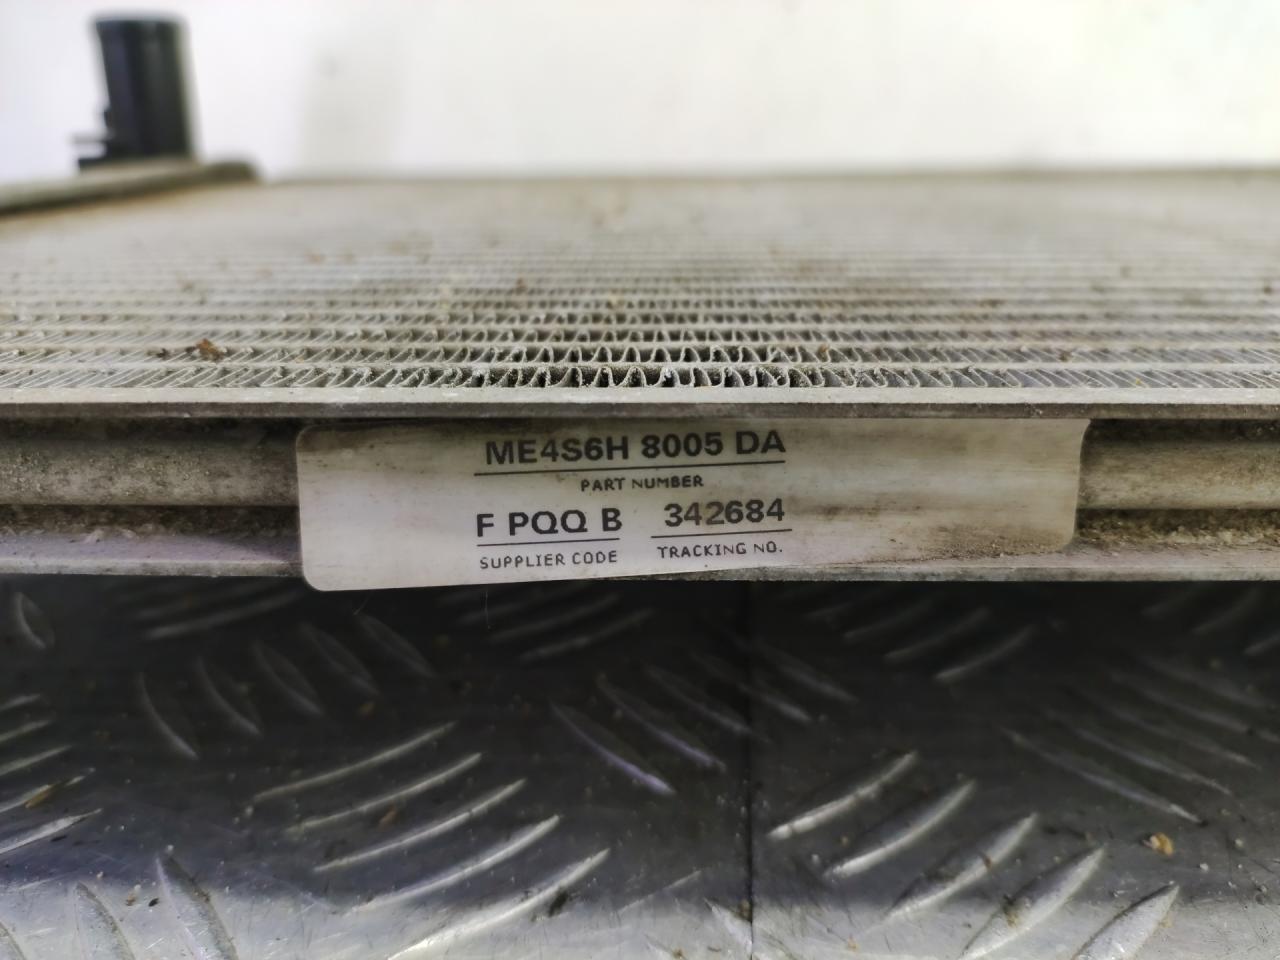 ME4S6H 8005 DA
PART NUMBER
F PQQ B 342684
SUPPLIER CODE TRACKING NO.